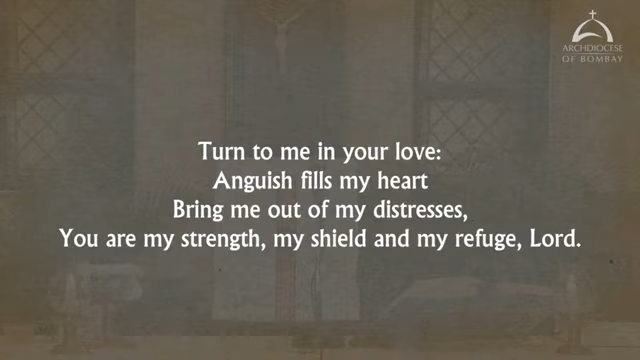 ARCHDIOCESE
OF BOMBAY
Turn to me in your love:
Anguish fills my heart
Bring me out of my distresses,
You are my strength, my shield and my refuge, Lord.